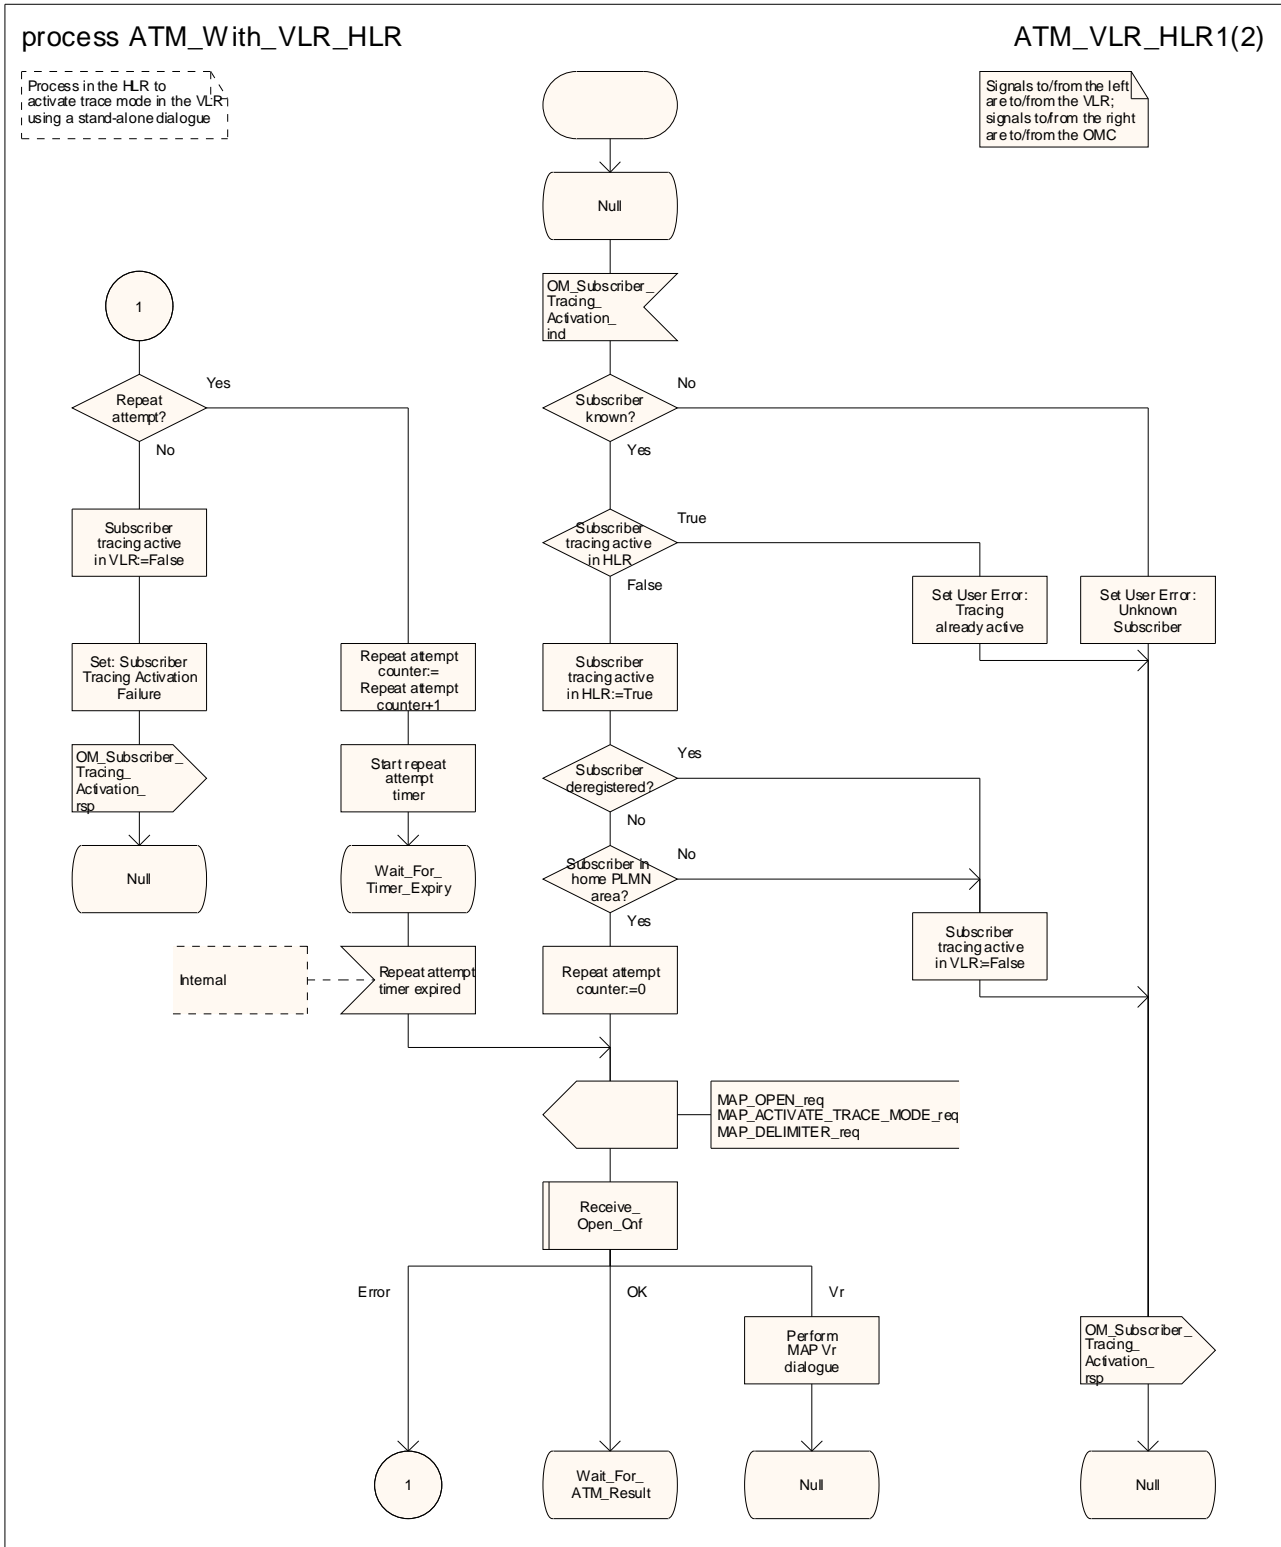 process ATM_With_VLR_HLR
ATM_VLR_HLR1(2)
Process in the HLR to
activate trace mode in the VLR
using a stand-alone dialogue
Signals to/from the left
are to/from the VLR;
signals to/from the right
are to/from the OMC
Null
OM_Subscriber_
Tracing_
Activation_
ind
1
Repeat
attempt?
Yes
No
Subscriber
known?
No
Yes
Subscriber
tracing active
in VLR:=False
Subscriber
tracing active
in HLR
True
False
Set User Error:
Tracing
already active
Set User Error:
Unknown
Subscriber
Set: Subscriber
Tracing Activation
Failure
Repeat attempt
counter:=
Repeat attempt
counter+1
Subscriber
tracing active
in HLR:=True
OM_Subscriber_
Tracing_
Activation_
rsp
Start repeat
attempt
timer
Subscriber
deregistered?
Yes
No
Null
Wait_For_
Timer_Expiry
Subscriber in
home PLMN
area?
No
Yes
Subscriber
tracing active
in VLR:=False
Internal
Repeat attempt
timer expired
Repeat attempt
counter:=0
MAP_OPEN_req
MAP_ACTIVATE_TRACE_MODE_req
MAP_DELIMITER_req
Receive_
Open_Cnf
Error
OK
Vr
Perform
MAP Vr
dialogue
OM_Subscriber_
Tracing_
Activation_
rsp
1
Wait_For_
ATM_Result
Null
Null